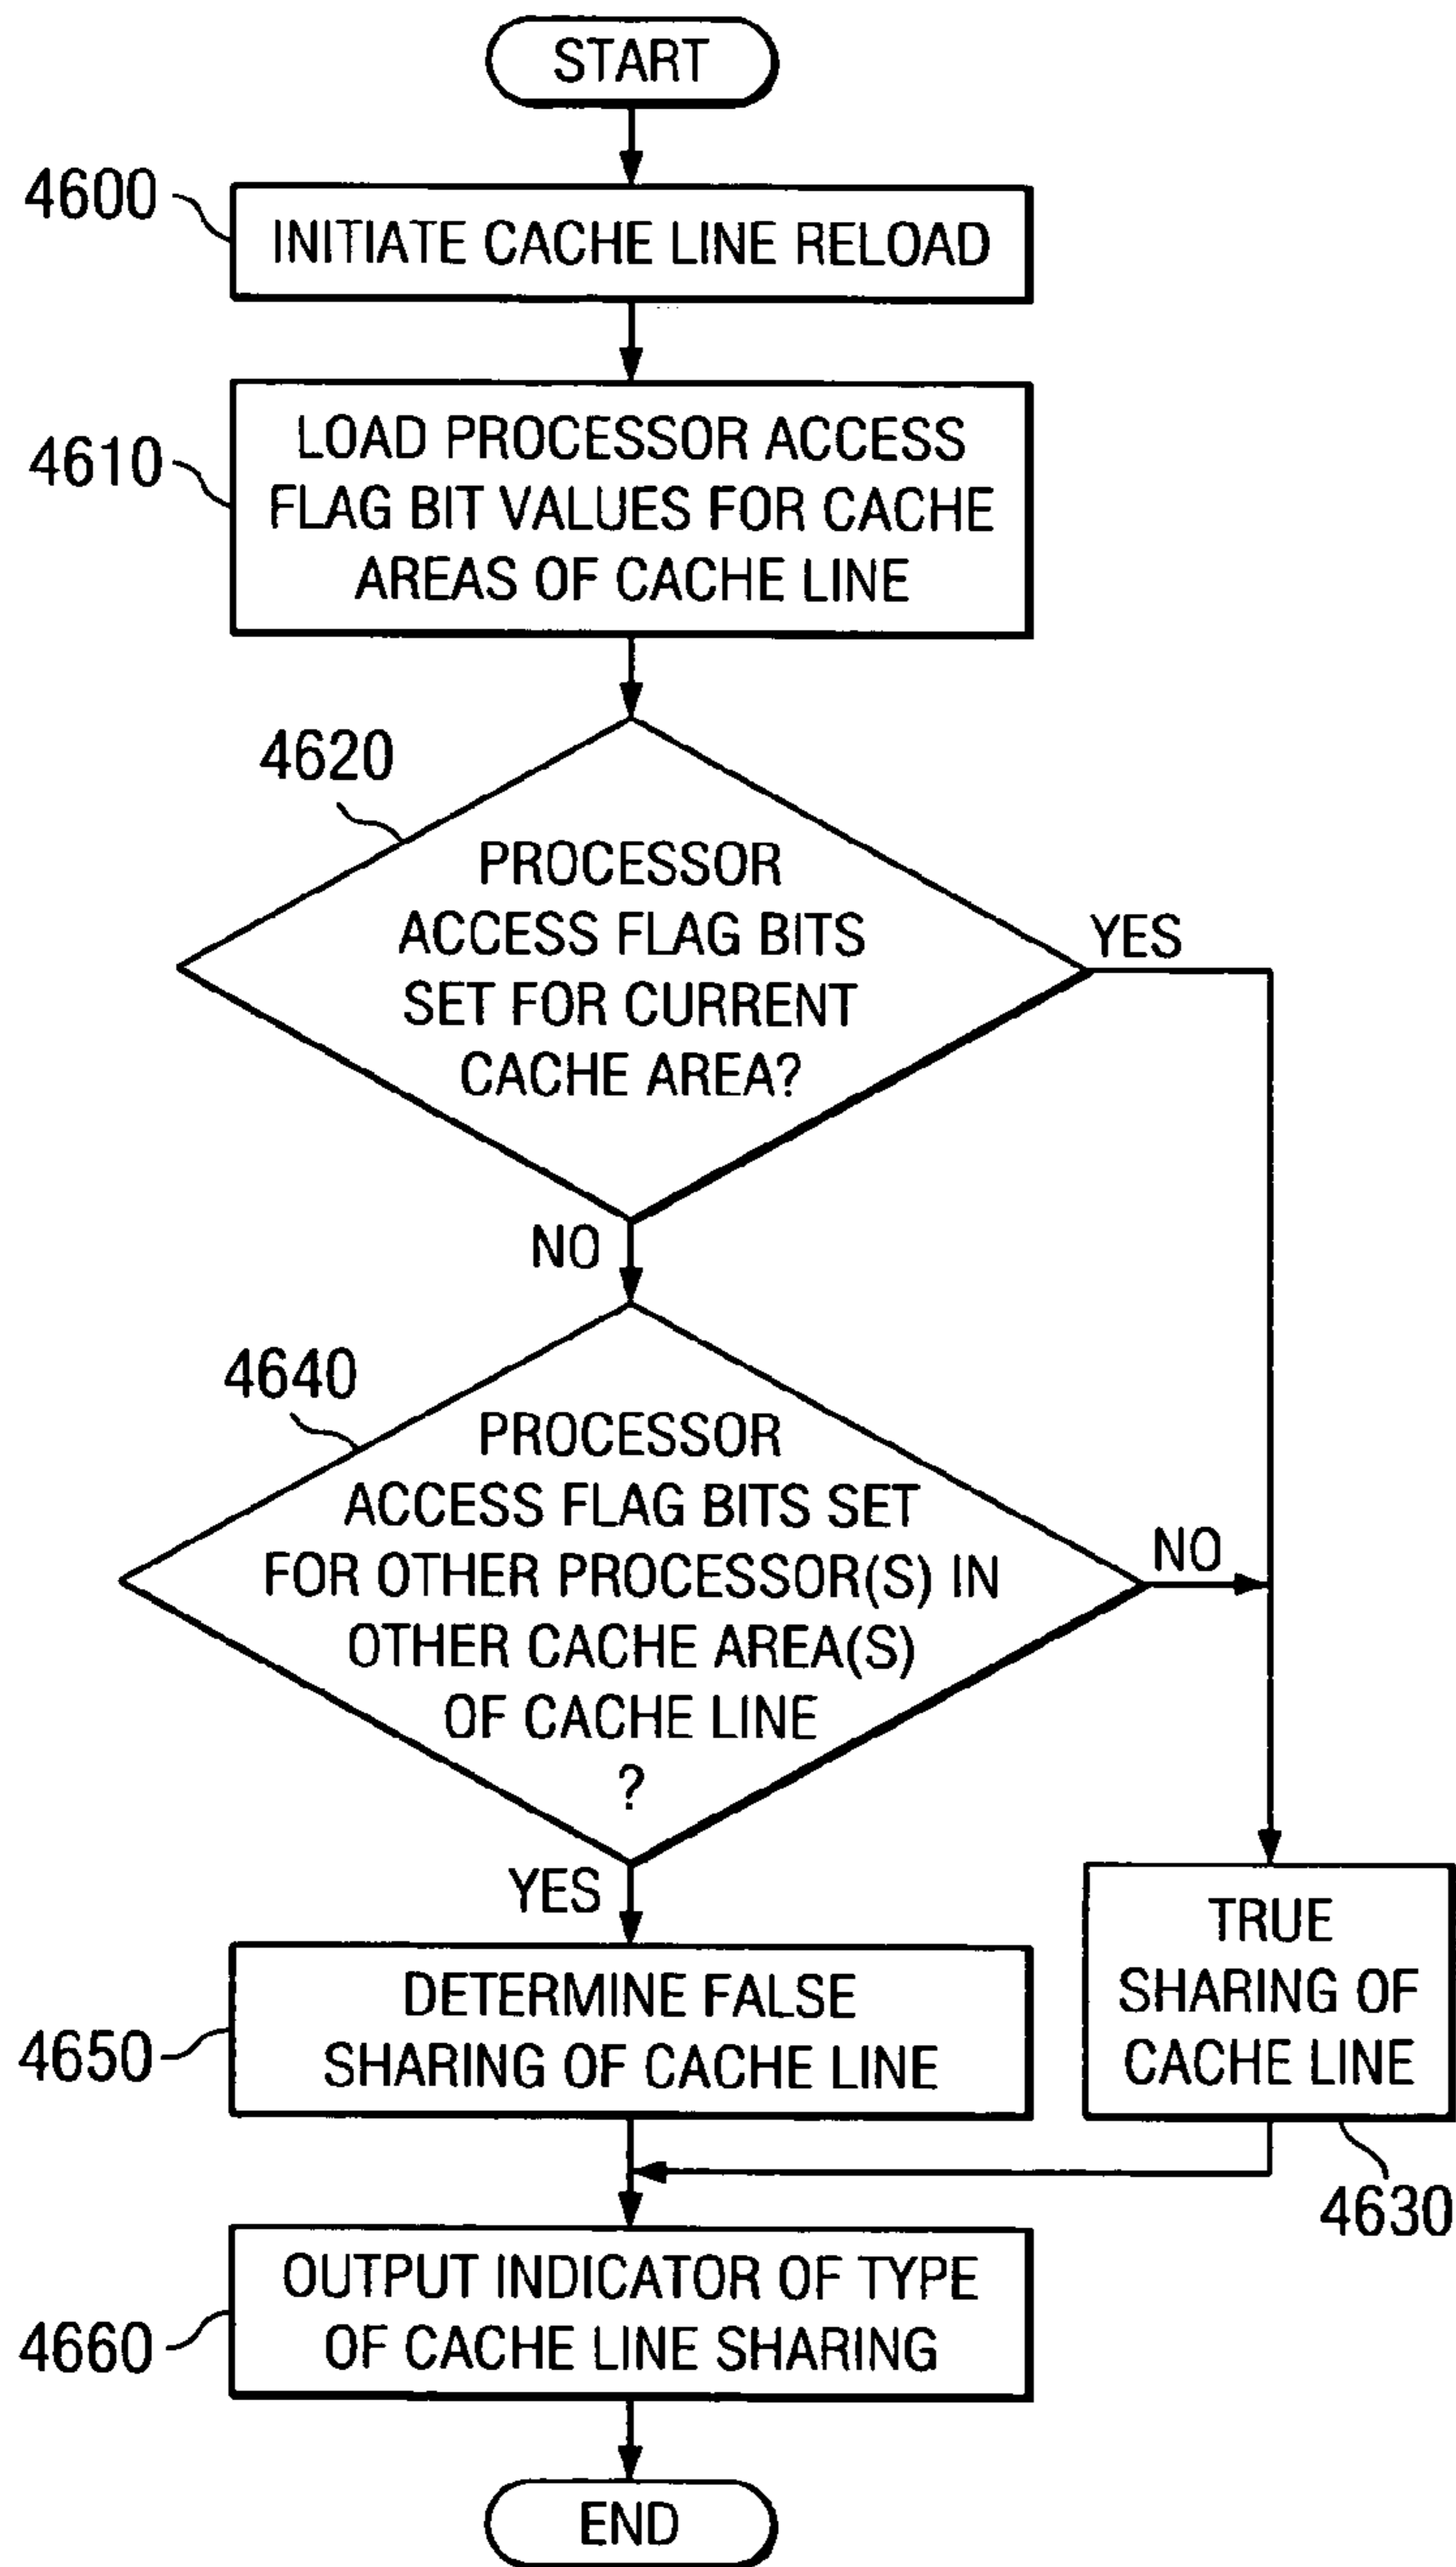 START
4600
INITIATE CACHE LINE RELOAD
4610
LOAD PROCESSOR ACCESS
FLAG BIT VALUES FOR CACHE
AREAS OF CACHE LINE
4620
PROCESSOR
ACCESS FLAG BITS
SET FOR CURRENT
CACHE AREA?
YES
NO
4640
PROCESSOR
ACCESS FLAG BITS SET
FOR OTHER PROCESSOR(S) IN
OTHER CACHE AREA(S)
OF CACHE LINE
?
NO
YES
TRUE
SHARING OF
CACHE LINE
4630
4650
DETERMINE FALSE
SHARING OF CACHE LINE
4660
OUTPUT INDICATOR OF TYPE
OF CACHE LINE SHARING
END